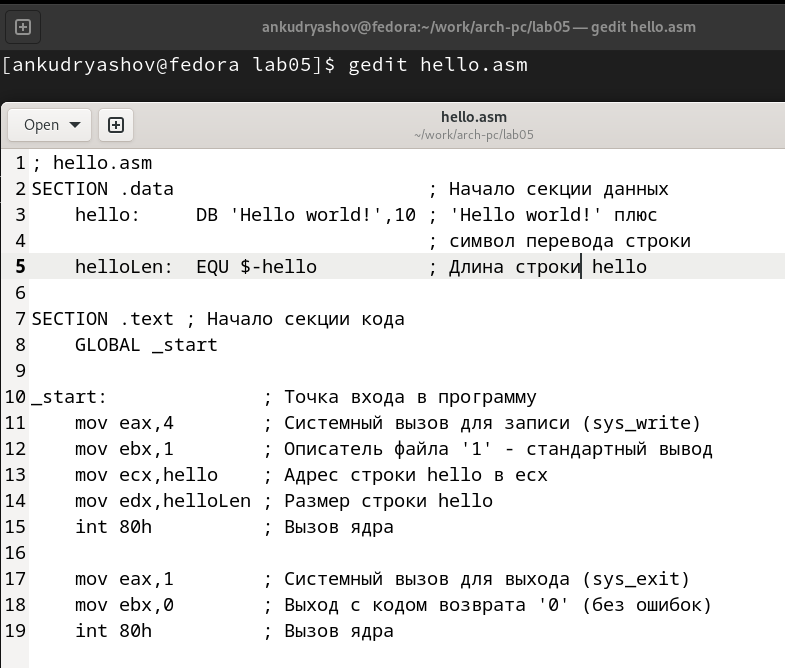 ankudryashov@fedora:~/work/arch-pc/lab05 — gedit hello.asm
[ankudryashov@fedora lab05]$ gedit hello.asm
Open
hello.asm
~/work/arch-pc/lab05
1 ; hello.asm
2 SECTION .data                       ; Начало секции данных
3     hello:     DB 'Hello world!',10 ; 'Hello world!' плюс
4                                     ; символ перевода строки
5     helloLen:  EQU $-hello          ; Длина строки hello
6
7 SECTION .text ; Начало секции кода
8     GLOBAL _start
9
10 _start:              ; Точка входа в программу
11     mov eax,4        ; Системный вызов для записи (sys_write)
12     mov ebx,1        ; Описатель файла '1' - стандартный вывод
13     mov ecx,hello    ; Адрес строки hello в ecx
14     mov edx,helloLen ; Размер строки hello
15     int 80h          ; Вызов ядра
16
17     mov eax,1        ; Системный вызов для выхода (sys_exit)
18     mov ebx,0        ; Выход с кодом возврата '0' (без ошибок)
19     int 80h          ; Вызов ядра